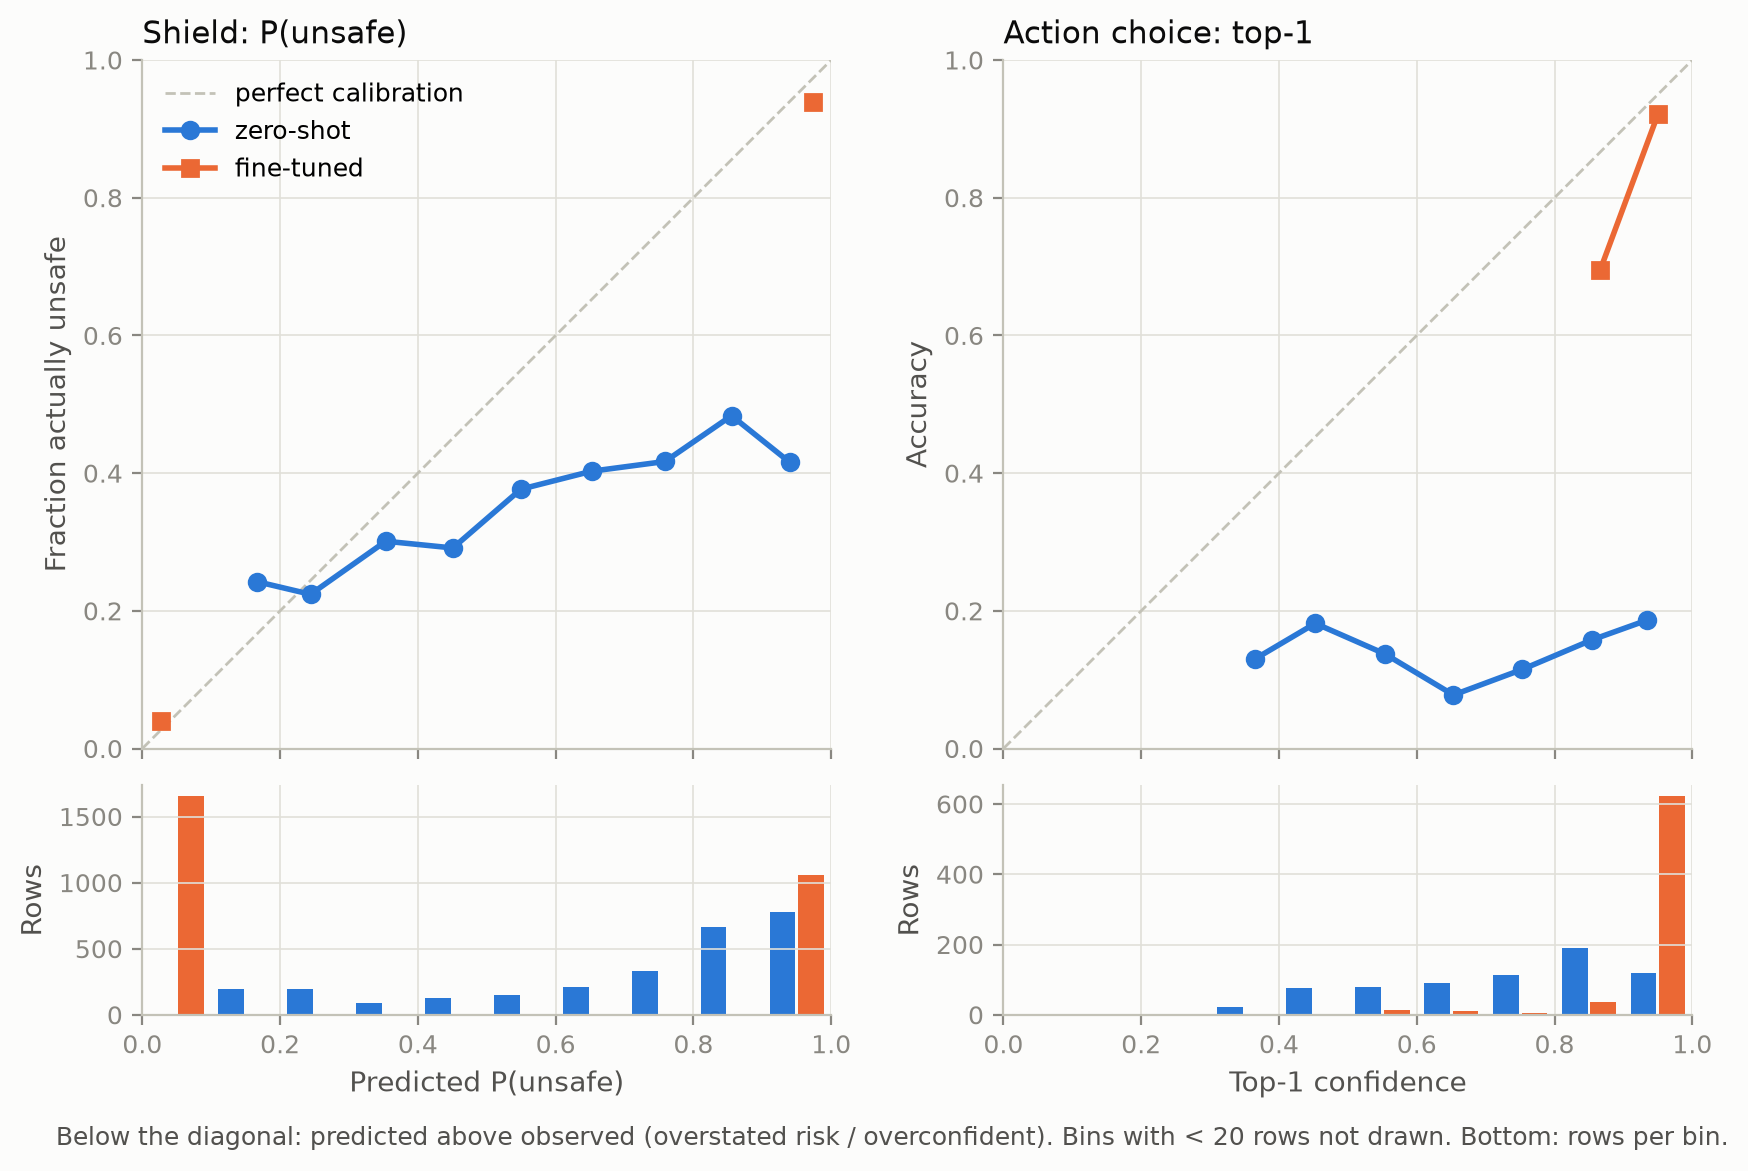 Shield: P(unsafe)
1.0
0.8
0.6
0.4
0.2
0.0
Fraction actually unsafe
perfect calibration
zero-shot
fine-tuned
Action choice: top-1
1.0
0.8
0.6
0.4
0.2
0.0
Accuracy
1500
1000
500
0
Rows
0.0 0.2 0.4 0.6 0.8 1.0
Predicted P(unsafe)
600
400
200
0
Rows
0.0 0.2 0.4 0.6 0.8 1.0
Top-1 confidence
Below the diagonal: predicted above observed (overstated risk / overconfident). Bins with < 20 rows not drawn. Bottom: rows per bin.